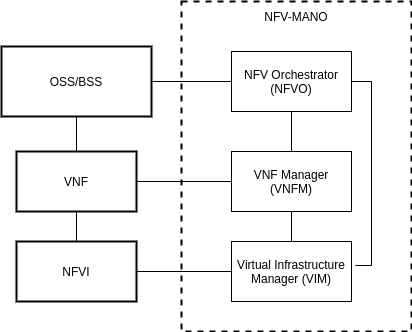 NFV-MANO
OSS/BSS
NFV Orchestrator
(NFVO)
VNF
VNF Manager
(VNFM)
NFVI
Virtual Infrastructure
Manager (VIM)